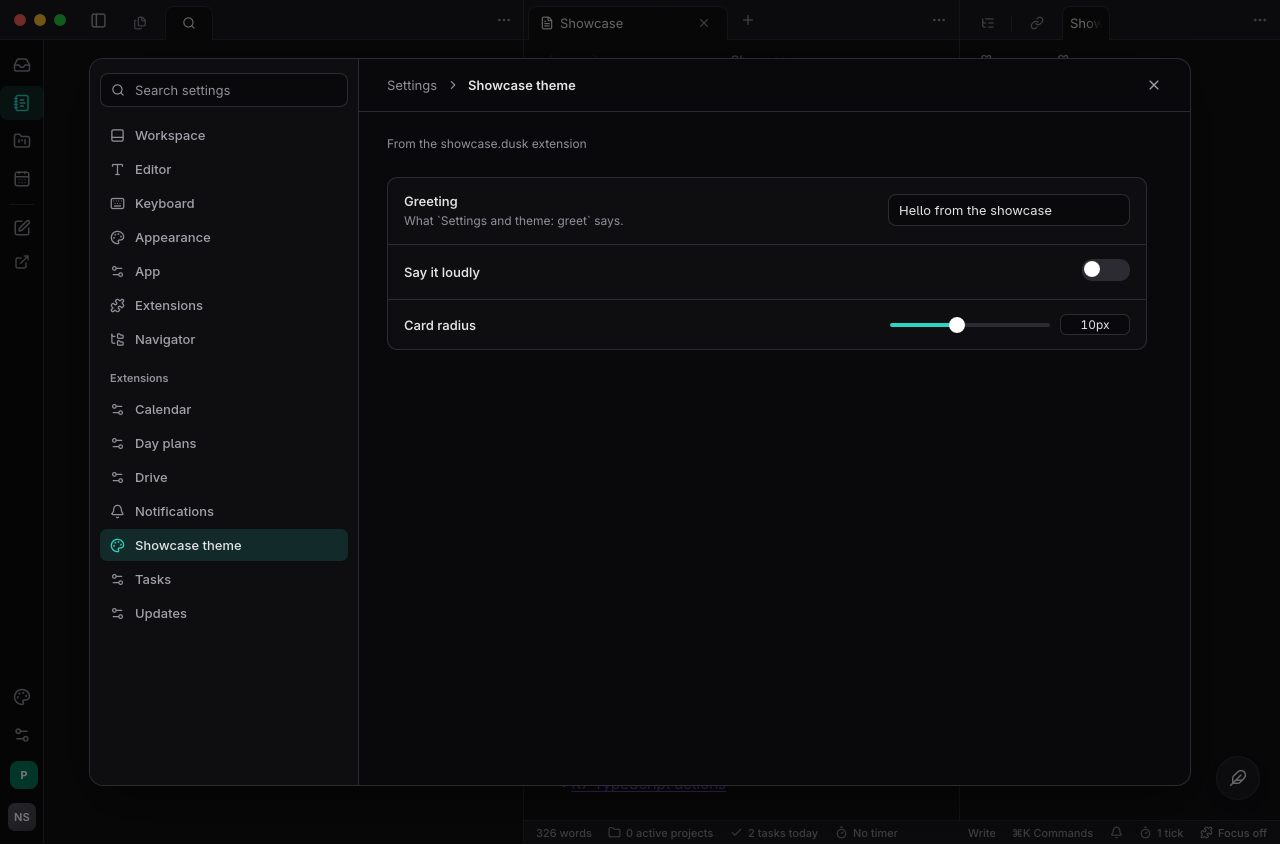 Showcase
Show
Search settings
Settings
Showcase theme
Workspace
Editor
Keyboard
Appearance
App
Extensions
Navigator
Extensions
Calendar
Day plans
Drive
Notifications
Showcase theme
Tasks
Updates
From the showcase.dusk extension
Greeting
What `Settings and theme: greet` says.
Hello from the showcase
Say it loudly
Card radius
10px
P
NS
TypeScript actions
326 words
0 active projects
2 tasks today
No timer
Write
⌘K Commands
1 tick
Focus off